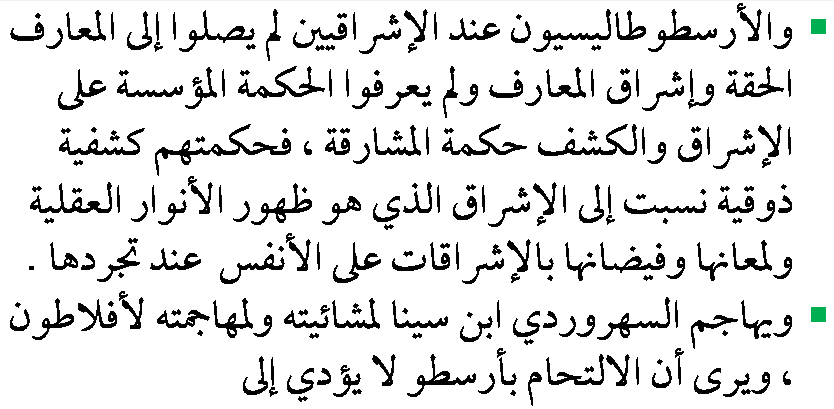 والأرسطوطاليسيون عند الإشراقيين لم يصلوا إلى المعارف
الحقة وإشراق المعارف ولم يعرفوا الحكمة المؤسسة على
الإشراق والكشف حكمة المشارقة ، فحكمتهم كشفية
ذوقية نسبت إلى الإشراق الذي هو ظهور الأنوار العقلية
ولمعانها وفيضانها بالإشراقات على الأنفس عند تجردها .
ويهاجم السهروردي ابن سينا لمشائيته ولمهاجمته لأفلاطون
، ويرى أن الالتحام بأرسطو لا يؤدي إلى